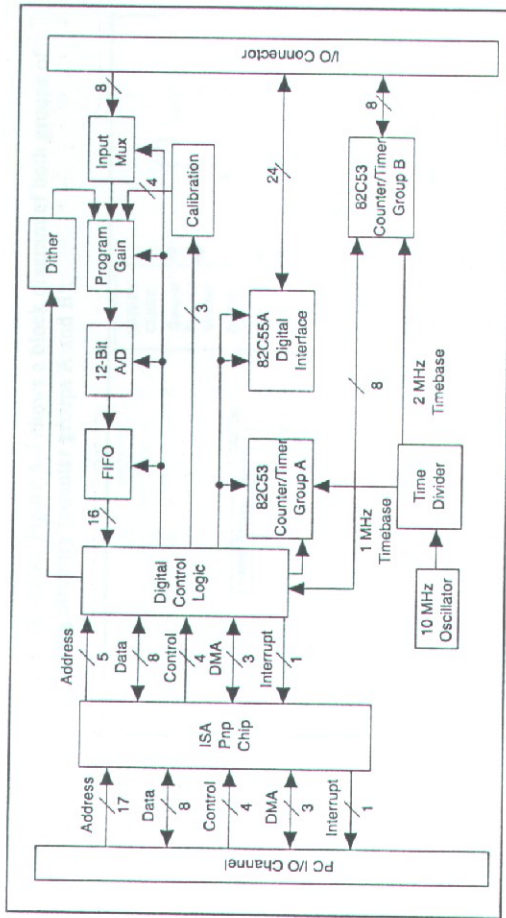 PC I/O Channel
Address
17
Data
8
Control
4
DMA
3
Interrupt
1
ISA
Pnp
Chip
Address
5
Data
8
Control
4
DMA
3
Interrupt
1
Digital
Control
Logic
16
FIFO
12-Bit
A/D
Dither
Program
Gain
Input
Mux
8
4
Calibration
3
I/O Connector
82C53
Counter/Timer
Group A
82C55A
Digital
Interface
24
82C53
Counter/Timer
Group B
8
8
1 MHz
Timebase
2 MHz
Timebase
10 MHz
Oscillator
Time
Divider